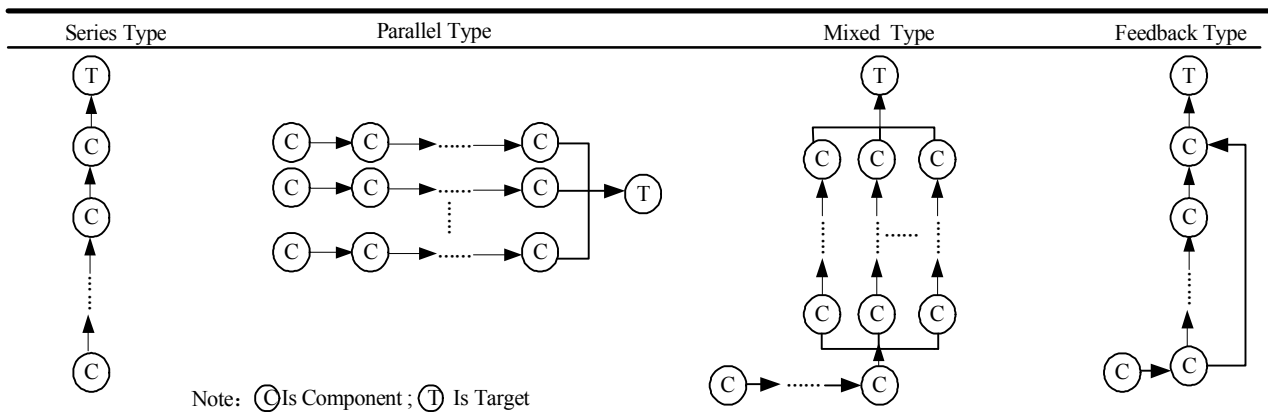 Series Type Parallel Type Mixed Type Feedback Type
T T T
C C C C C C C C
C C C T C
C C C
C C C
C C C C C C
Note: C Is Component ; T Is Target